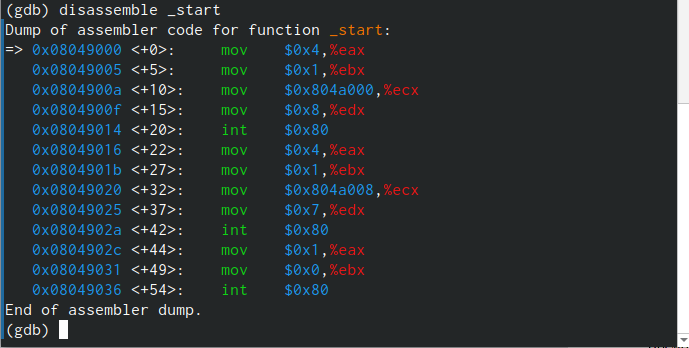 (gdb) disassemble _start
Dump of assembler code for function _start:
=> 0x08049000 <+0>:     mov    $0x4,%eax
   0x08049005 <+5>:     mov    $0x1,%ebx
   0x0804900a <+10>:    mov    $0x804a000,%ecx
   0x0804900f <+15>:    mov    $0x8,%edx
   0x08049014 <+20>:    int    $0x80
   0x08049016 <+22>:    mov    $0x4,%eax
   0x0804901b <+27>:    mov    $0x1,%ebx
   0x08049020 <+32>:    mov    $0x804a008,%ecx
   0x08049025 <+37>:    mov    $0x7,%edx
   0x0804902a <+42>:    int    $0x80
   0x0804902c <+44>:    mov    $0x1,%eax
   0x08049031 <+49>:    mov    $0x0,%ebx
   0x08049036 <+54>:    int    $0x80
End of assembler dump.
(gdb)